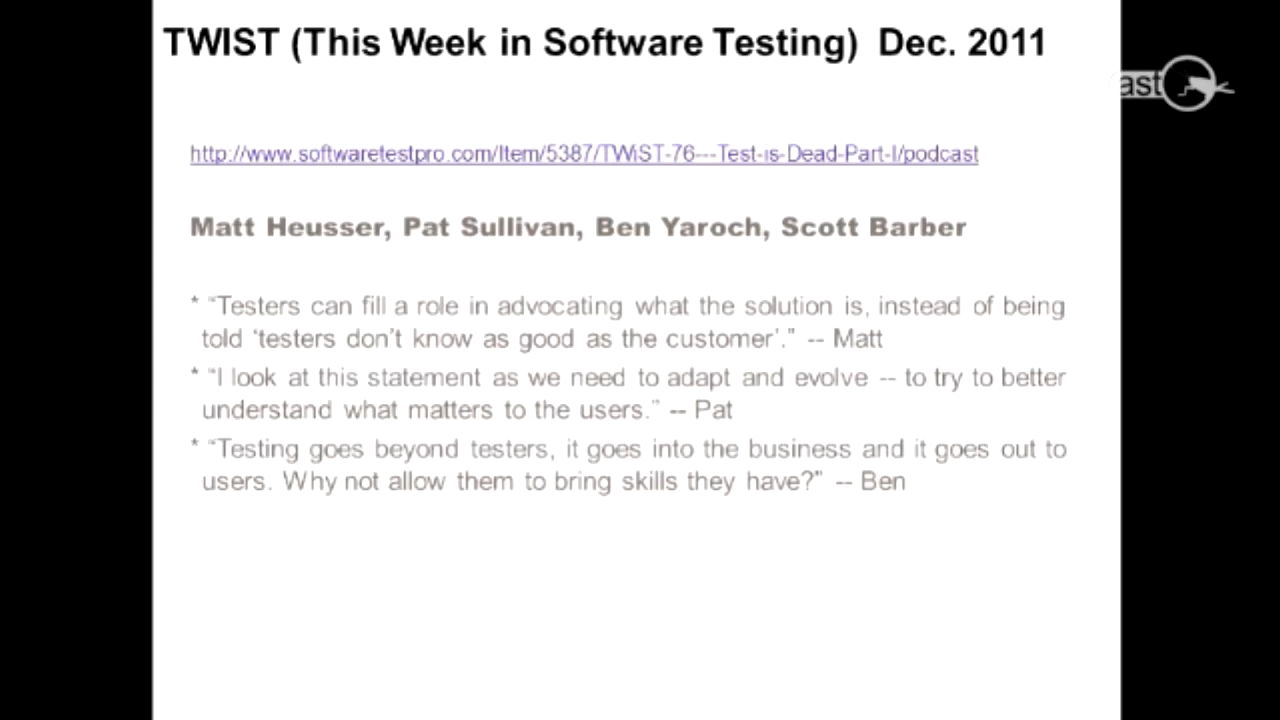 TWIST (This Week in Software Testing) Dec. 2011
ast
http://www.softwaretestpro.com/Item/5387/TWiST-76---Test-is-Dead-Part-I/podcast
Matt Heusser, Pat Sullivan, Ben Yaroch, Scott Barber
* “Testers can fill a role in advocating what the solution is, instead of being
told ‘testers don’t know as good as the customer’.” -- Matt
* “I look at this statement as we need to adapt and evolve -- to try to better
understand what matters to the users.” -- Pat
* “Testing goes beyond testers, it goes into the business and it goes out to
users. Why not allow them to bring skills they have?” -- Ben